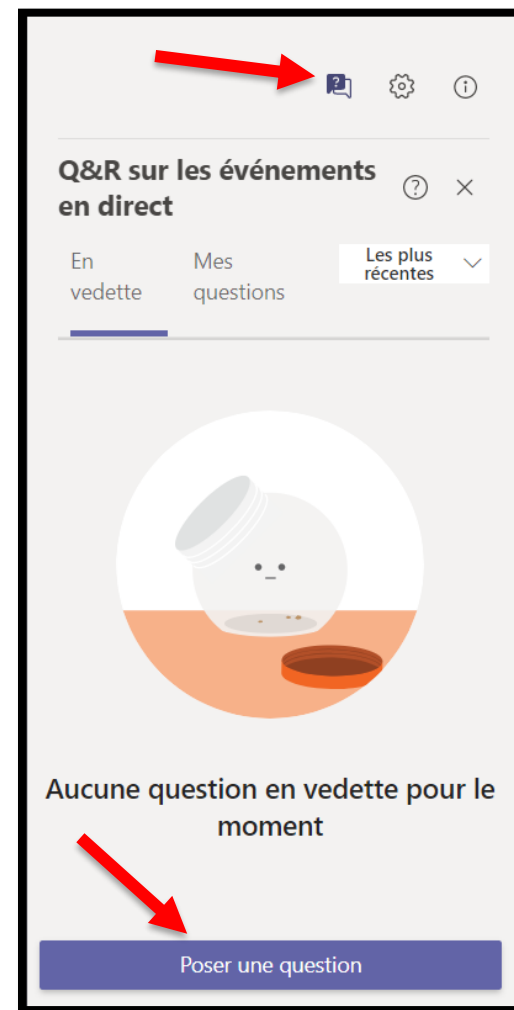 Q&R sur les événements
en direct
En
vedette
Mes
questions
Les plus
récentes
Aucune question en vedette pour le
moment
Poser une question